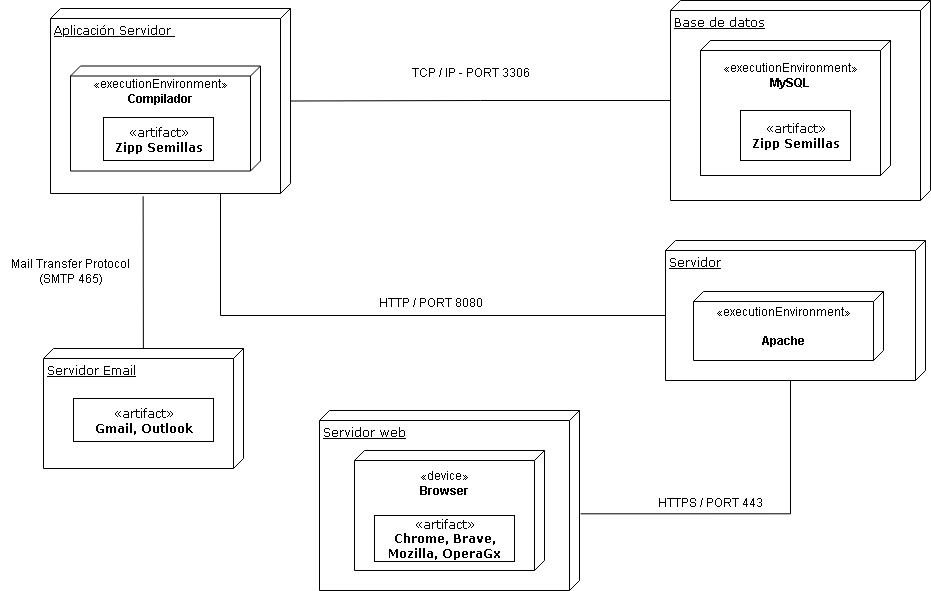 Aplicación Servidor
«executionEnvironment»
Compilador
«artifact»
Zipp Semillas
TCP / IP - PORT 3306
Base de datos
«executionEnvironment»
MySQL
«artifact»
Zipp Semillas
Mail Transfer Protocol
(SMTP 465)
HTTP / PORT 8080
Servidor
«executionEnvironment»
Apache
Servidor Email
«artifact»
Gmail, Outlook
Servidor web
«device»
Browser
«artifact»
Chrome, Brave,
Mozilla, OperaGx
HTTPS / PORT 443